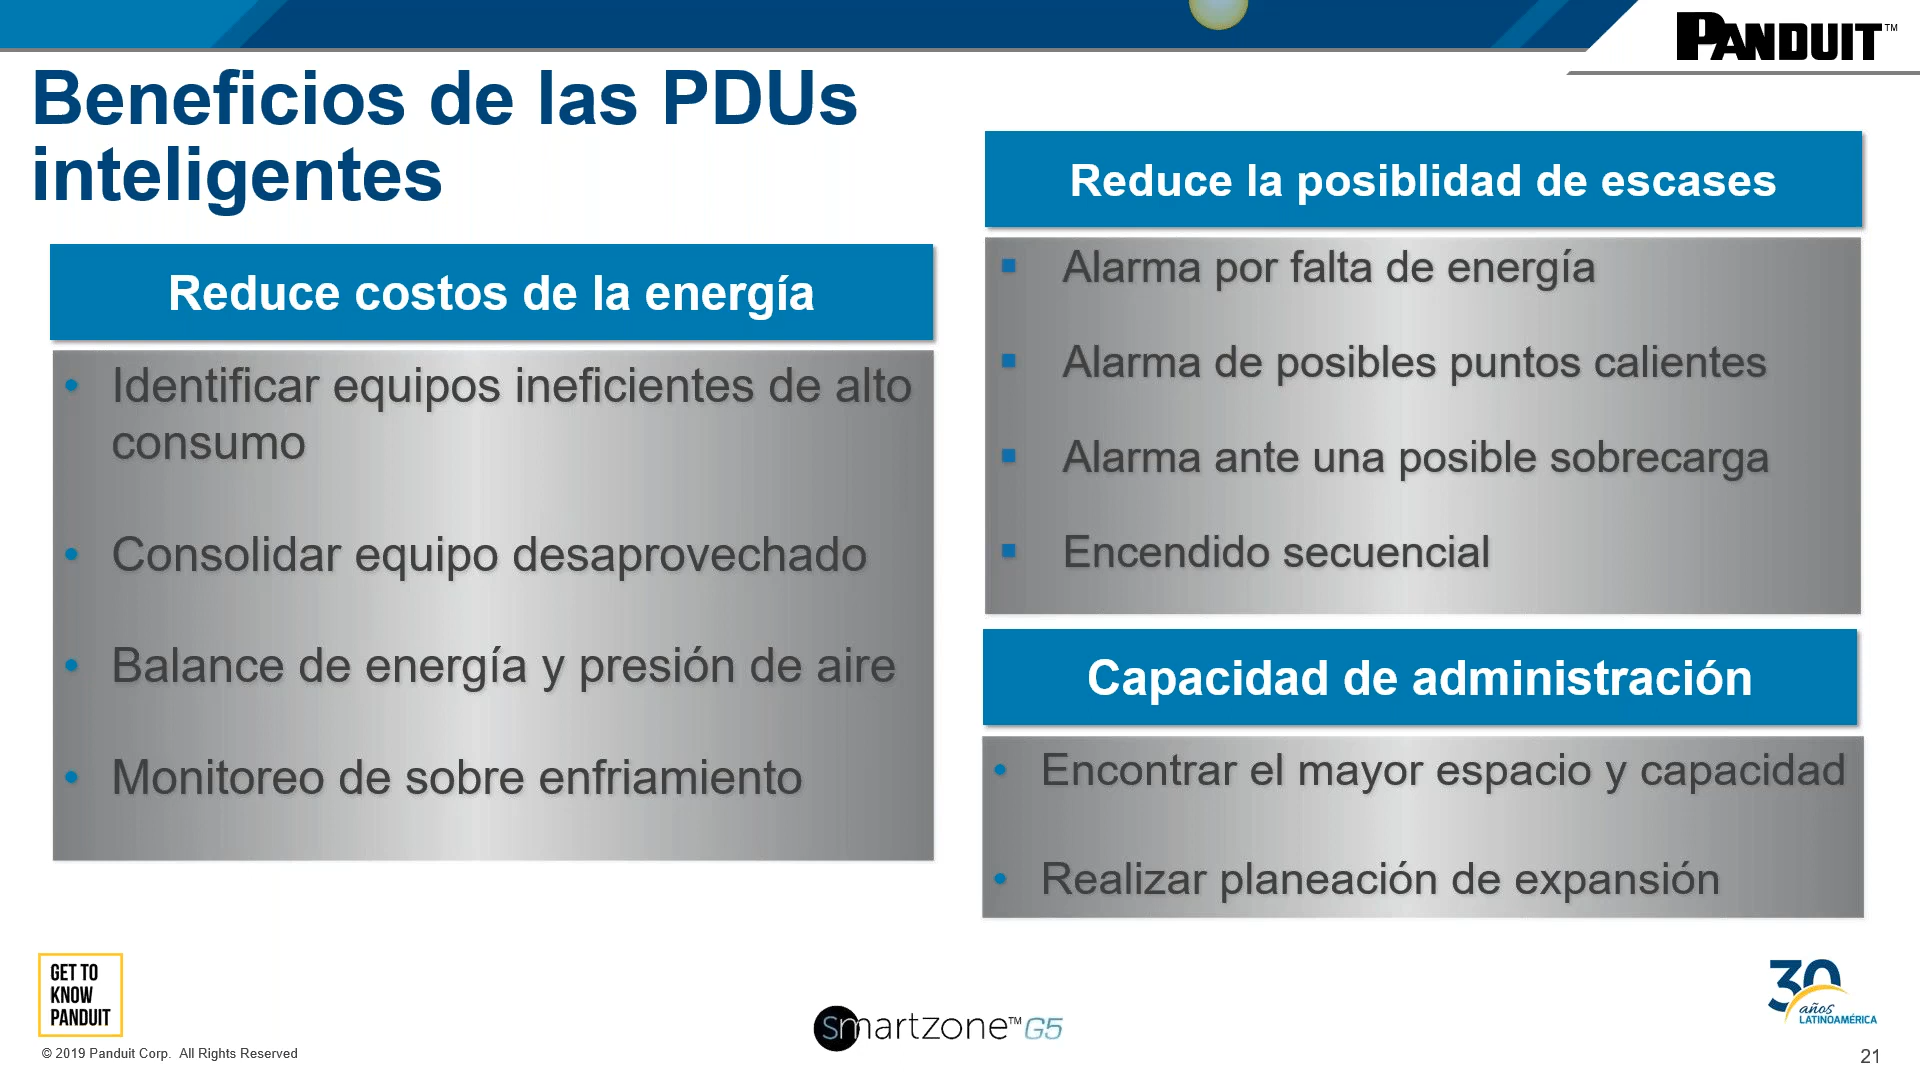 PANDUIT™
Beneficios de las PDUs
inteligentes
Reduce costos de la energía
• Identificar equipos ineficientes de alto
consumo
• Consolidar equipo desaprovechado
• Balance de energía y presión de aire
• Monitoreo de sobre enfriamiento
Reduce la posiblidad de escases
▪ Alarma por falta de energía
▪ Alarma de posibles puntos calientes
▪ Alarma ante una posible sobrecarga
▪ Encendido secuencial
Capacidad de administración
• Encontrar el mayor espacio y capacidad
• Realizar planeación de expansión
GET TO
KNOW
PANDUIT
© 2019 Panduit Corp. All Rights Reserved
smartzone™ G5
30
años
LATINOAMÉRICA
21